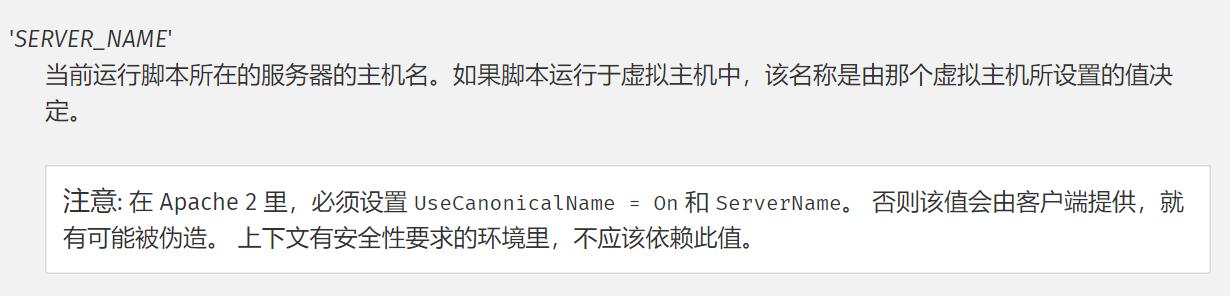 'SERVER_NAME'
当前运行脚本所在的服务器的主机名。如果脚本运行于虚拟主机中，该名称是由那个虚拟主机所设置的值决
定。
注意: 在 Apache 2 里，必须设置 UseCanonicalName = On 和 ServerName。 否则该值会由客户端提供，就
有可能被伪造。 上下文有安全性要求的环境里，不应该依赖此值。